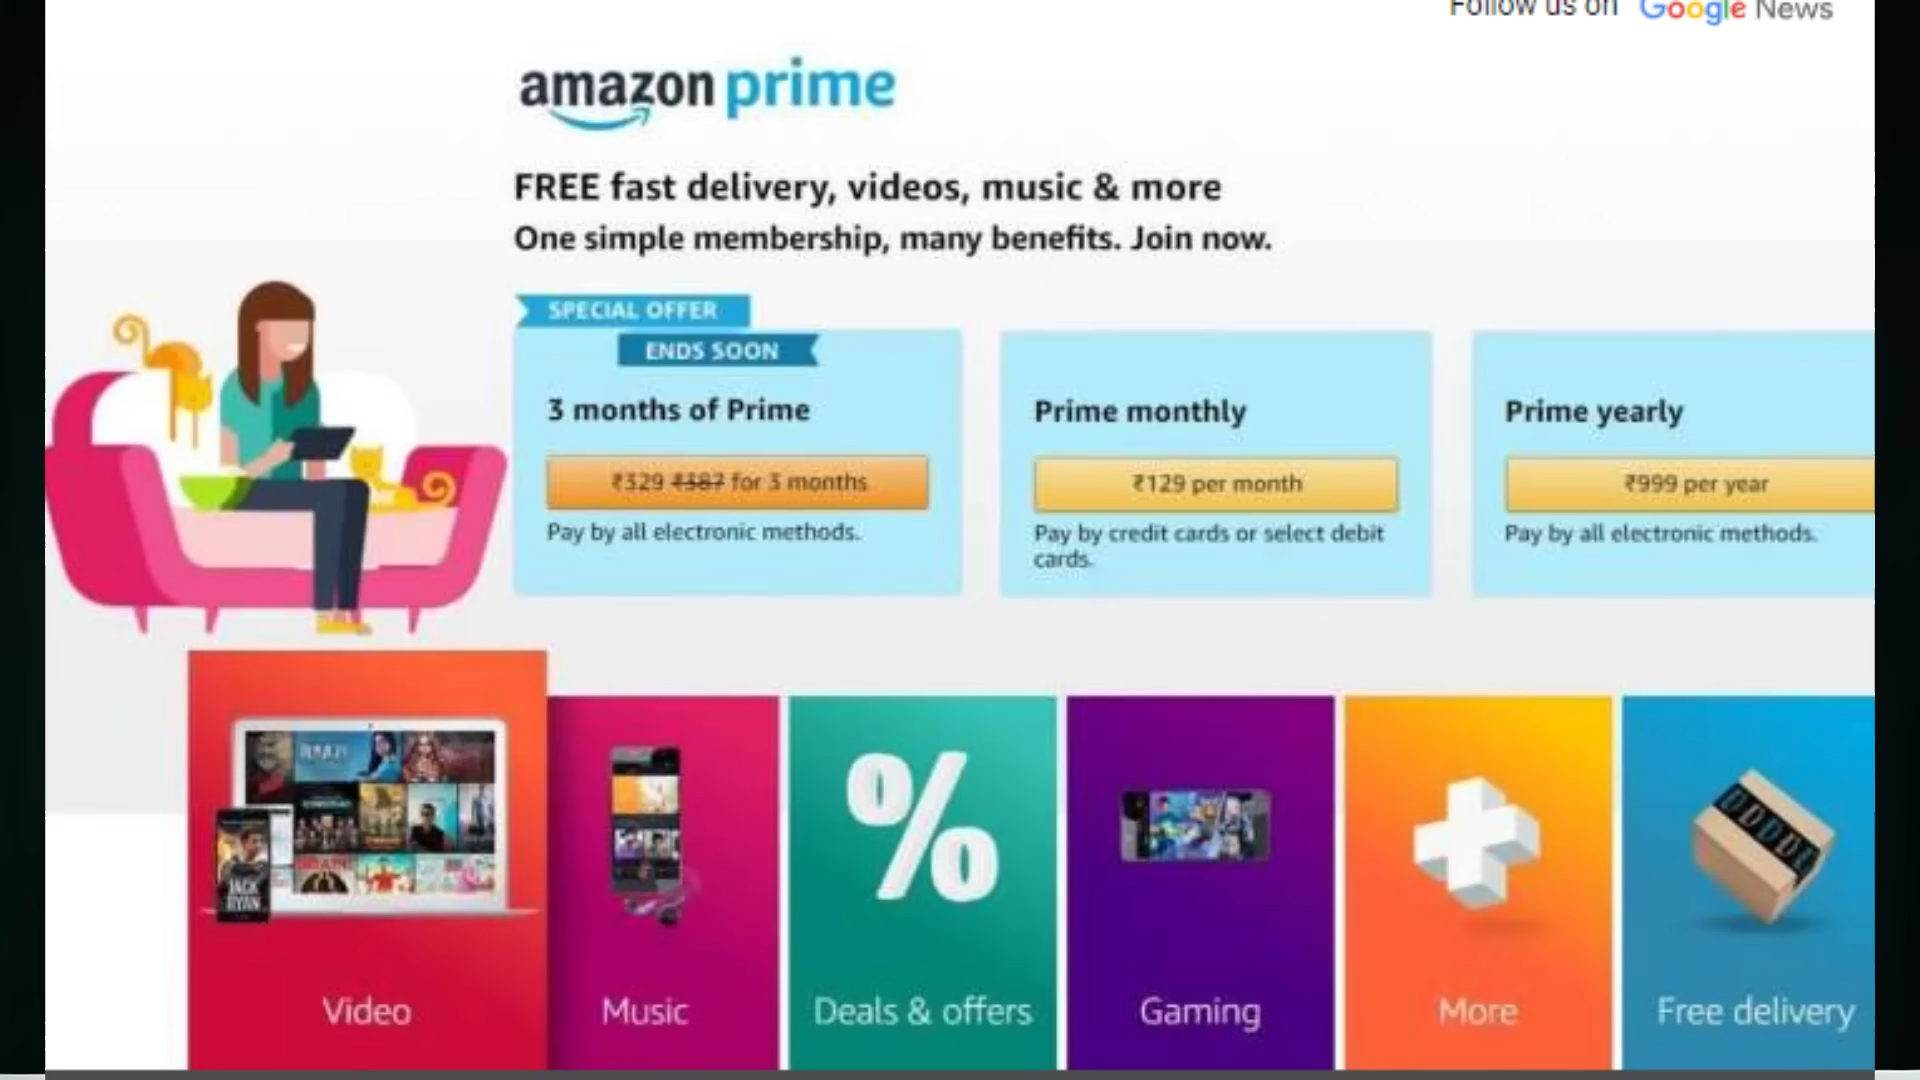 Follow us on Google News
amazon prime
FREE fast delivery, videos, music & more
One simple membership, many benefits. Join now.
SPECIAL OFFER
ENDS SOON
3 months of Prime
₹329 ₹387 for 3 months
Pay by all electronic methods.
Prime monthly
₹129 per month
Pay by credit cards or select debit
cards.
Prime yearly
₹999 per year
Pay by all electronic methods.
JACK
RYAN
Video
Music
%
Deals & offers
Gaming
More
Free delivery